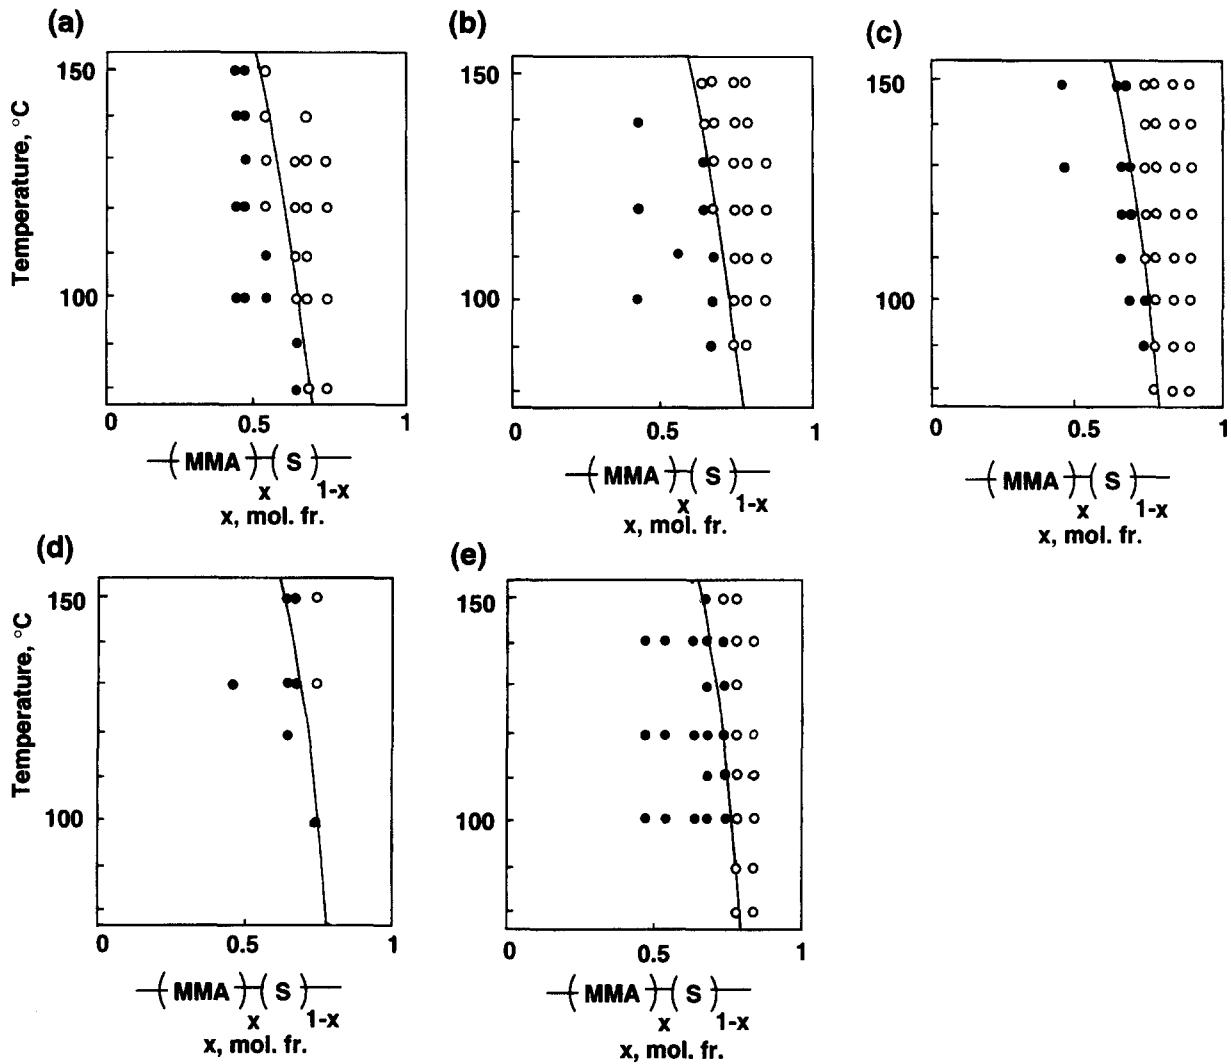 (a)
Temperature, °C
150
100
0
0.5
1
( MMA )x ( S )1-x
x, mol. fr.
(b)
150
100
0
0.5
1
( MMA )x ( S )1-x
x, mol. fr.
(c)
150
100
0
0.5
1
( MMA )x ( S )1-x
x, mol. fr.
(d)
Temperature, °C
150
100
0
0.5
1
( MMA )x ( S )1-x
x, mol. fr.
(e)
150
100
0
0.5
1
( MMA )x ( S )1-x
x, mol. fr.